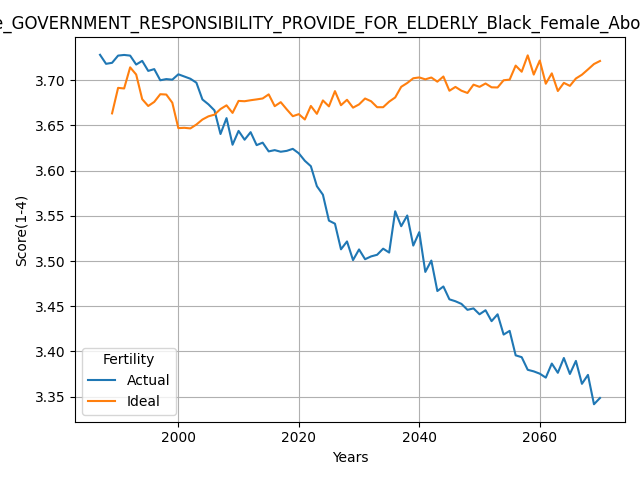 GOVERNMENT_RESPONSIBILITY_PROVIDE_FOR_ELDERLY_Black_Female_Abo
3.70
3.65
3.60
3.55
3.50
3.45
3.40
3.35
Score(1-4)
Fertility
Actual
Ideal
2000
2020
2040
2060
Years